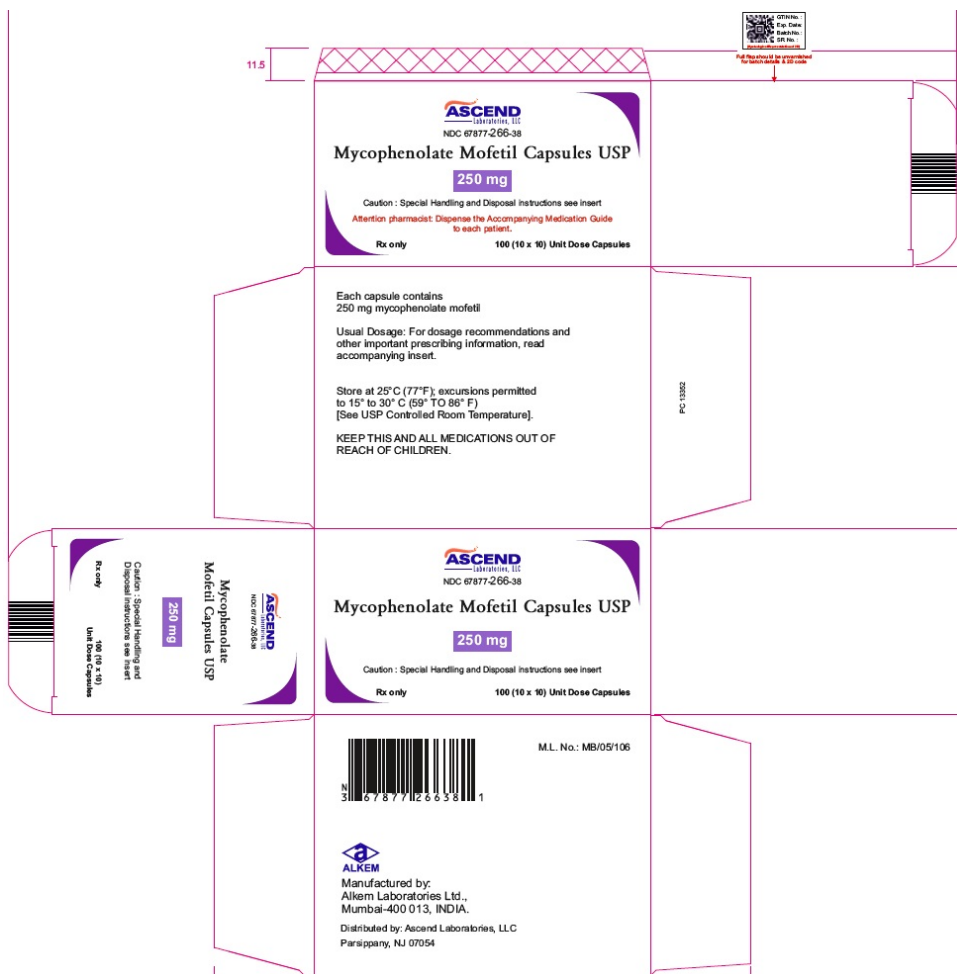 GTIN No. :
Exp. Date:
Batch No.:
SR. No. :
Full flap should be unvarnished
for batch details & 2D code
11.5
ASCEND
Laboratories, LLC
NDC 67877-266-38
Mycophenolate Mofetil Capsules USP
250 mg
Caution : Special Handling and Disposal instructions see insert
Attention pharmacist: Dispense the Accompanying Medication Guide
to each patient.
Rx only 100 (10 x 10) Unit Dose Capsules
Each capsule contains
250 mg mycophenolate mofetil
Usual Dosage: For dosage recommendations and
other important prescribing information, read
accompanying insert.
Store at 25°C (77°F); excursions permitted
to 15° to 30° C (59° TO 86° F)
[See USP Controlled Room Temperature].
KEEP THIS AND ALL MEDICATIONS OUT OF
REACH OF CHILDREN.
PC 13352
ASCEND
Laboratories, LLC
NDC 67877-266-38
Mycophenolate
Mofetil Capsules USP
250 mg
Caution : Special Handling and
Disposal instructions see insert
Rx only 100 (10 x 10)
Unit Dose Capsules
ASCEND
Laboratories, LLC
NDC 67877-266-38
Mycophenolate Mofetil Capsules USP
250 mg
Caution : Special Handling and Disposal instructions see insert
Rx only 100 (10 x 10) Unit Dose Capsules
M.L. No.: MB/05/106
N
3 67877 26638 1
a
ALKEM
Manufactured by:
Alkem Laboratories Ltd.,
Mumbai-400 013, INDIA.
Distributed by: Ascend Laboratories, LLC
Parsippany, NJ 07054